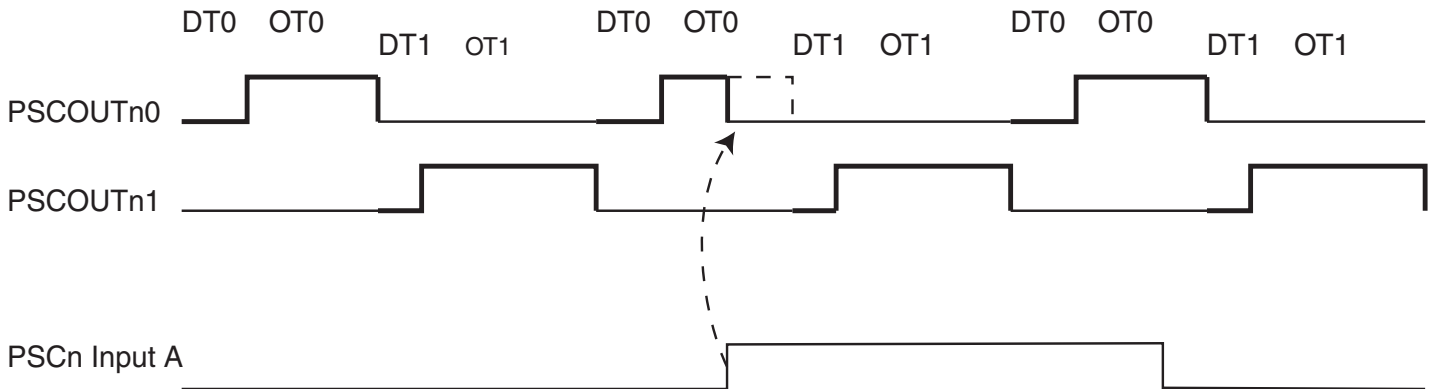 DT0 OT0 DT0 OT0 DT0 OT0
DT1 OT1 DT1 OT1 DT1 OT1
PSCOUTn0
PSCOUTn1
PSCn Input A